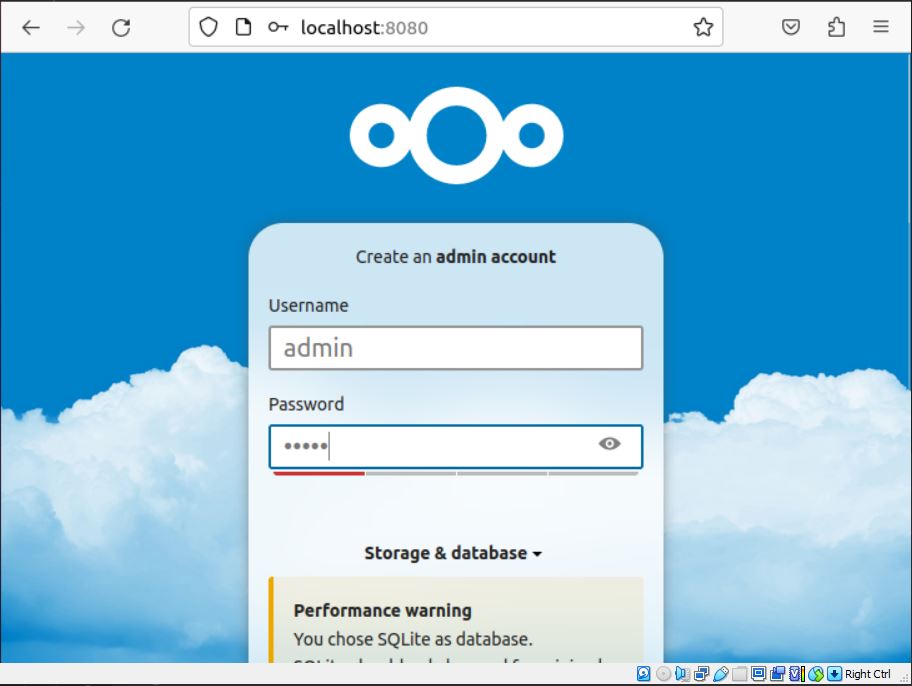 localhost:8080
Create an admin account
Username
admin
Password
•••••
Storage & database
Performance warning
You chose SQLite as database.
Right Ctrl